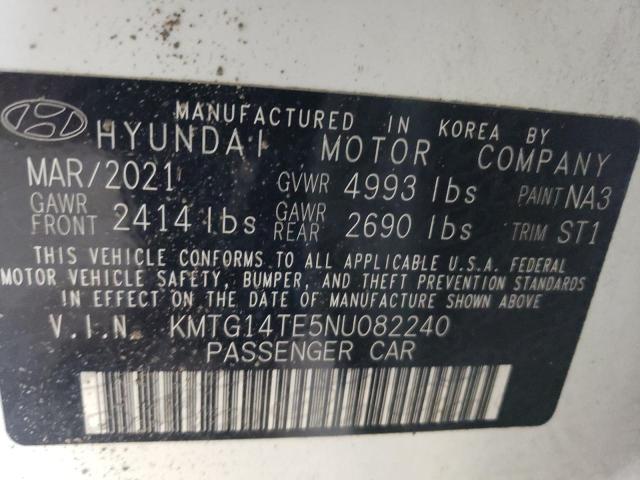 MANUFACTURED IN KOREA BY
HYUNDAI MOTOR COMPANY
MAR/2021 GVWR 4993 lbs PAINT NA3
GAWR FRONT 2414 lbs GAWR REAR 2690 lbs TRIM ST1
THIS VEHICLE CONFORMS TO ALL APPLICABLE U.S.A. FEDERAL
MOTOR VEHICLE SAFETY, BUMPER, AND THEFT PREVENTION STANDARDS
IN EFFECT ON THE DATE OF MANUFACTURE SHOWN ABOVE
V.I.N. KMTG14TE5NU082240
PASSENGER CAR